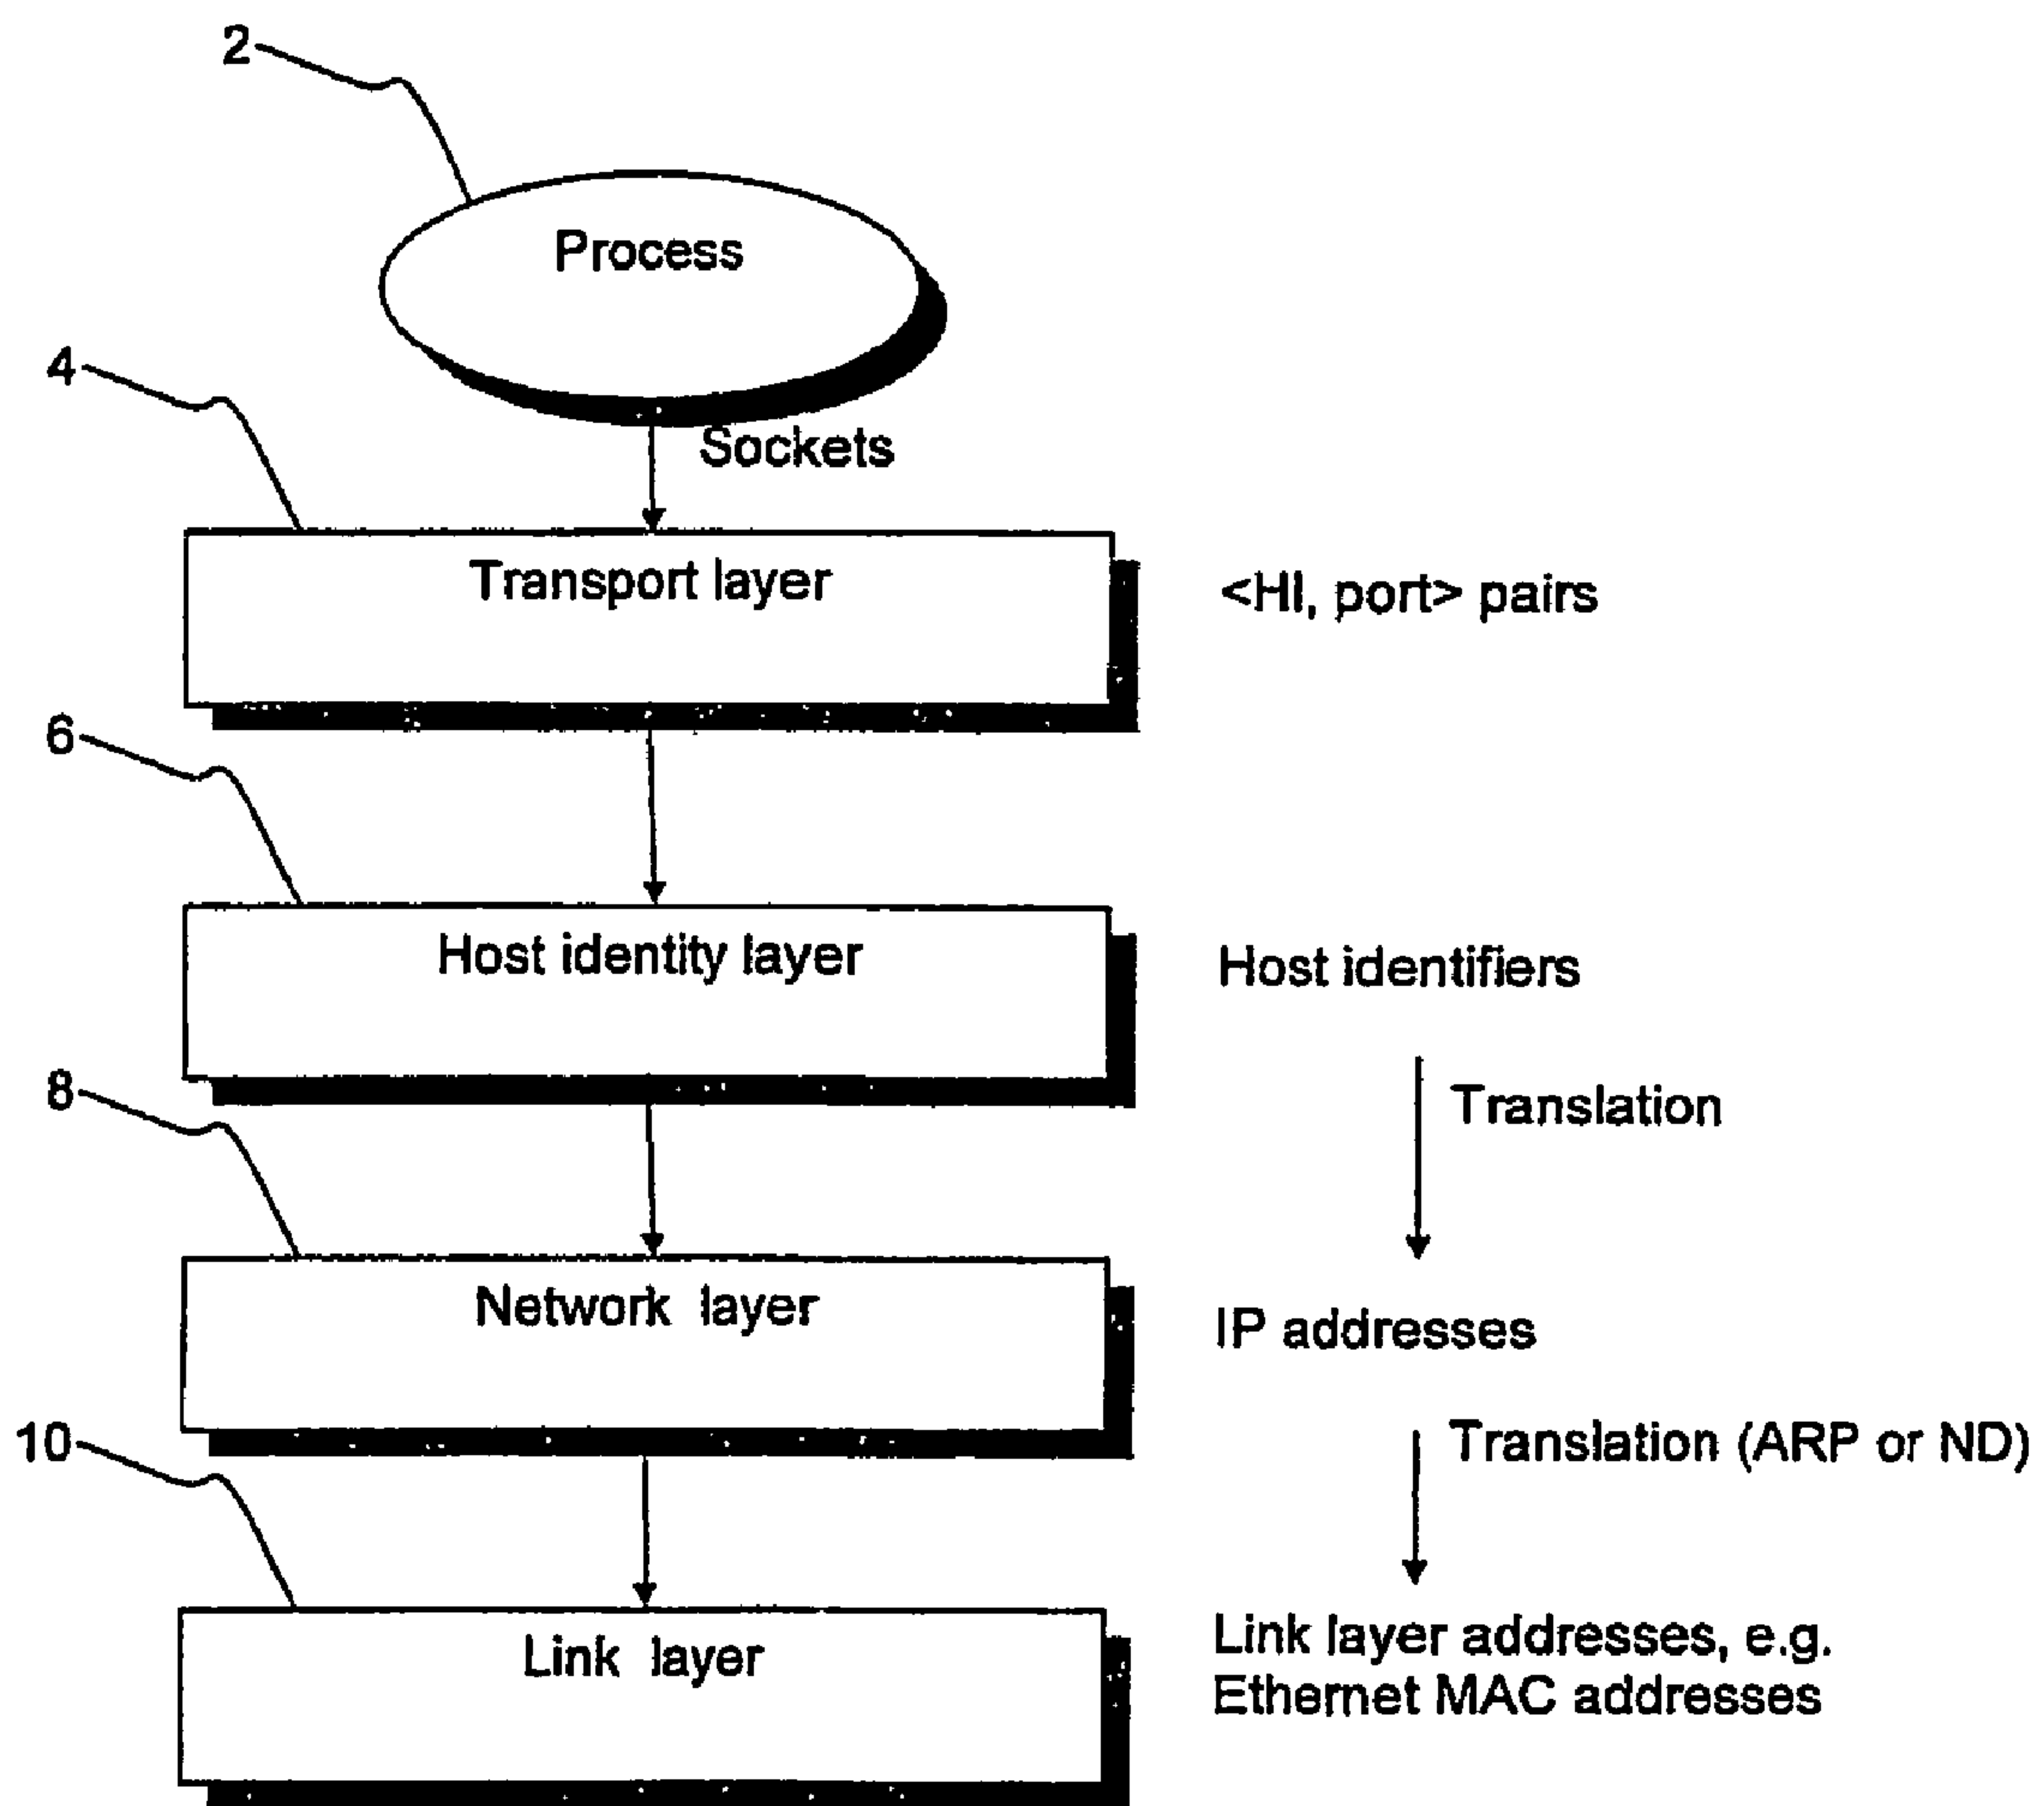 2
Process
4
Sockets
Transport layer
<HI, port> pairs
6
Host identity layer
Host identifiers
8
Translation
Network layer
IP addresses
10
Translation (ARP or ND)
Link layer
Link layer addresses, e.g.
Ethernet MAC addresses